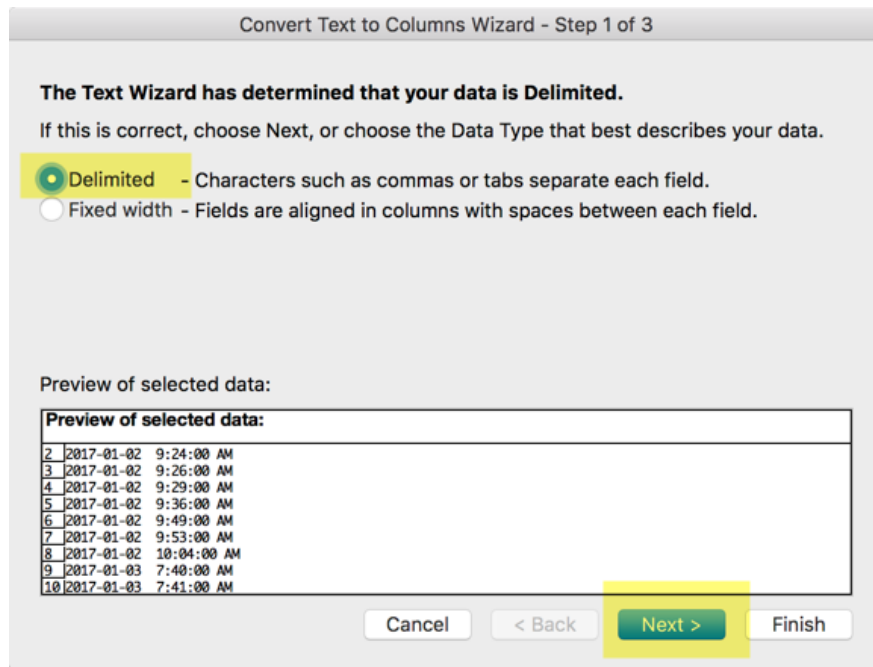 Convert Text to Columns Wizard - Step 1 of 3
The Text Wizard has determined that your data is Delimited.
If this is correct, choose Next, or choose the Data Type that best describes your data.
Delimited - Characters such as commas or tabs separate each field.
Fixed width - Fields are aligned in columns with spaces between each field.
Preview of selected data:
Preview of selected data:
2 2017-01-02 9:24:00 AM
3 2017-01-02 9:26:00 AM
4 2017-01-02 9:29:00 AM
5 2017-01-02 9:36:00 AM
6 2017-01-02 9:49:00 AM
7 2017-01-02 9:53:00 AM
8 2017-01-02 10:04:00 AM
9 2017-01-03 7:40:00 AM
10 2017-01-03 7:41:00 AM
Cancel < Back Next > Finish